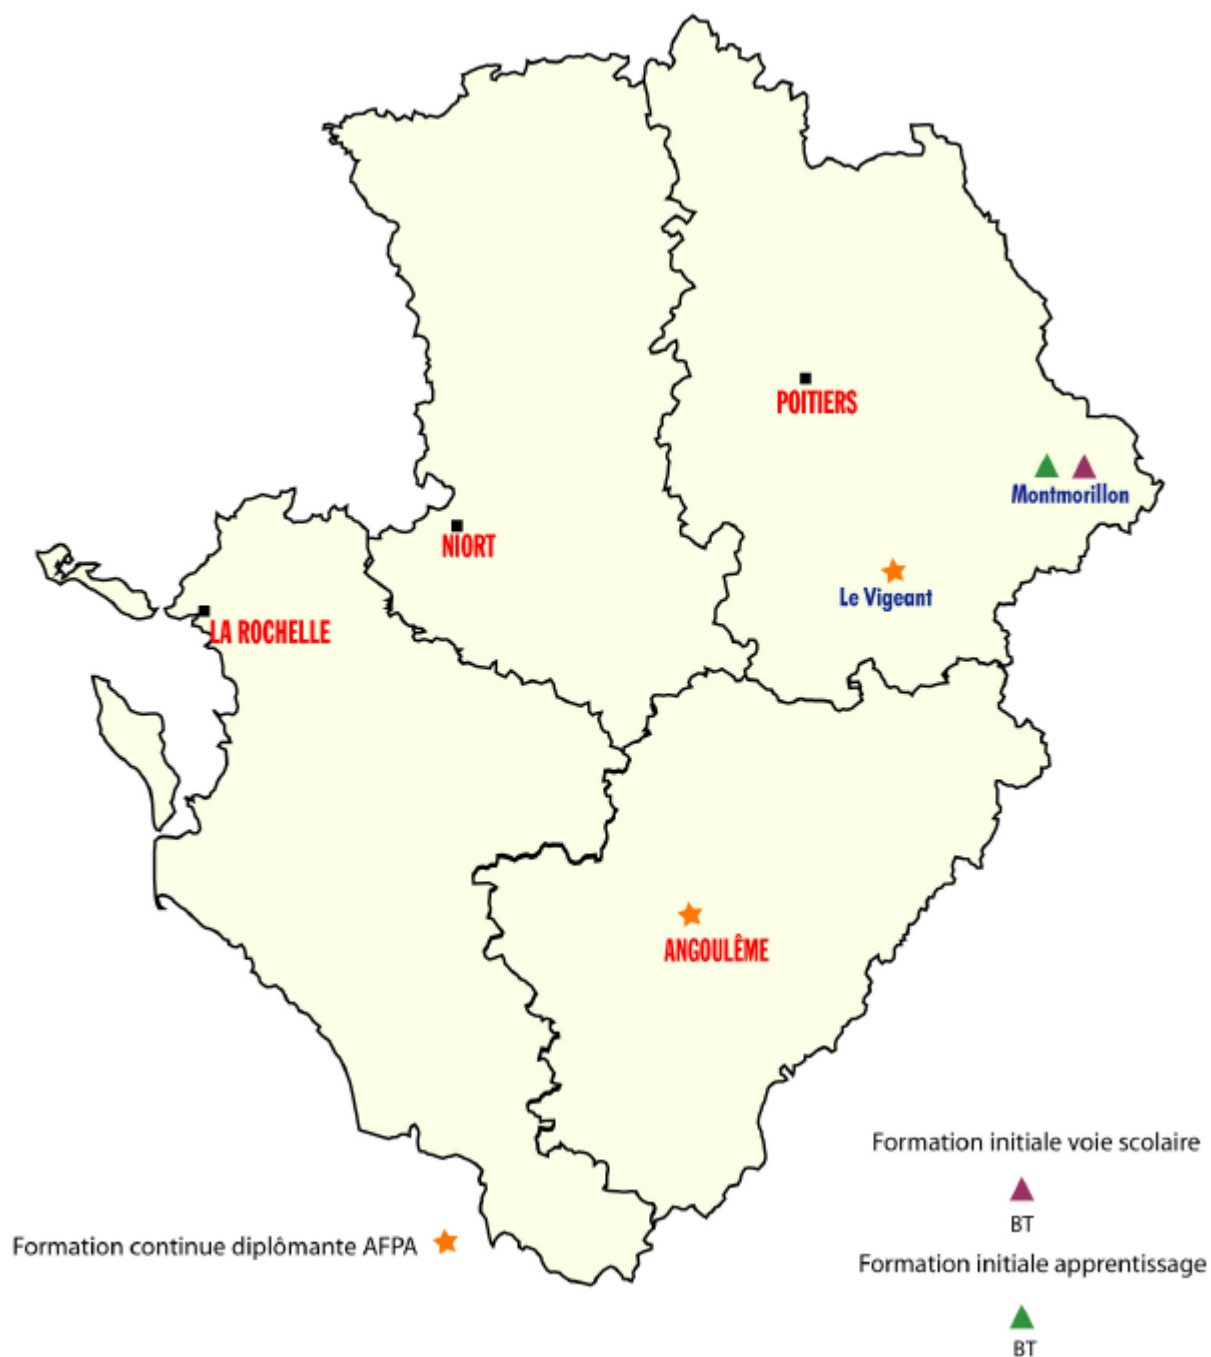 POITIERS
Montmorillon
NIORT
Le Vigeant
LA ROCHELLE
ANGOULÊME
Formation initiale voie scolaire
BT
Formation continue diplômante AFPA
Formation initiale apprentissage
BT